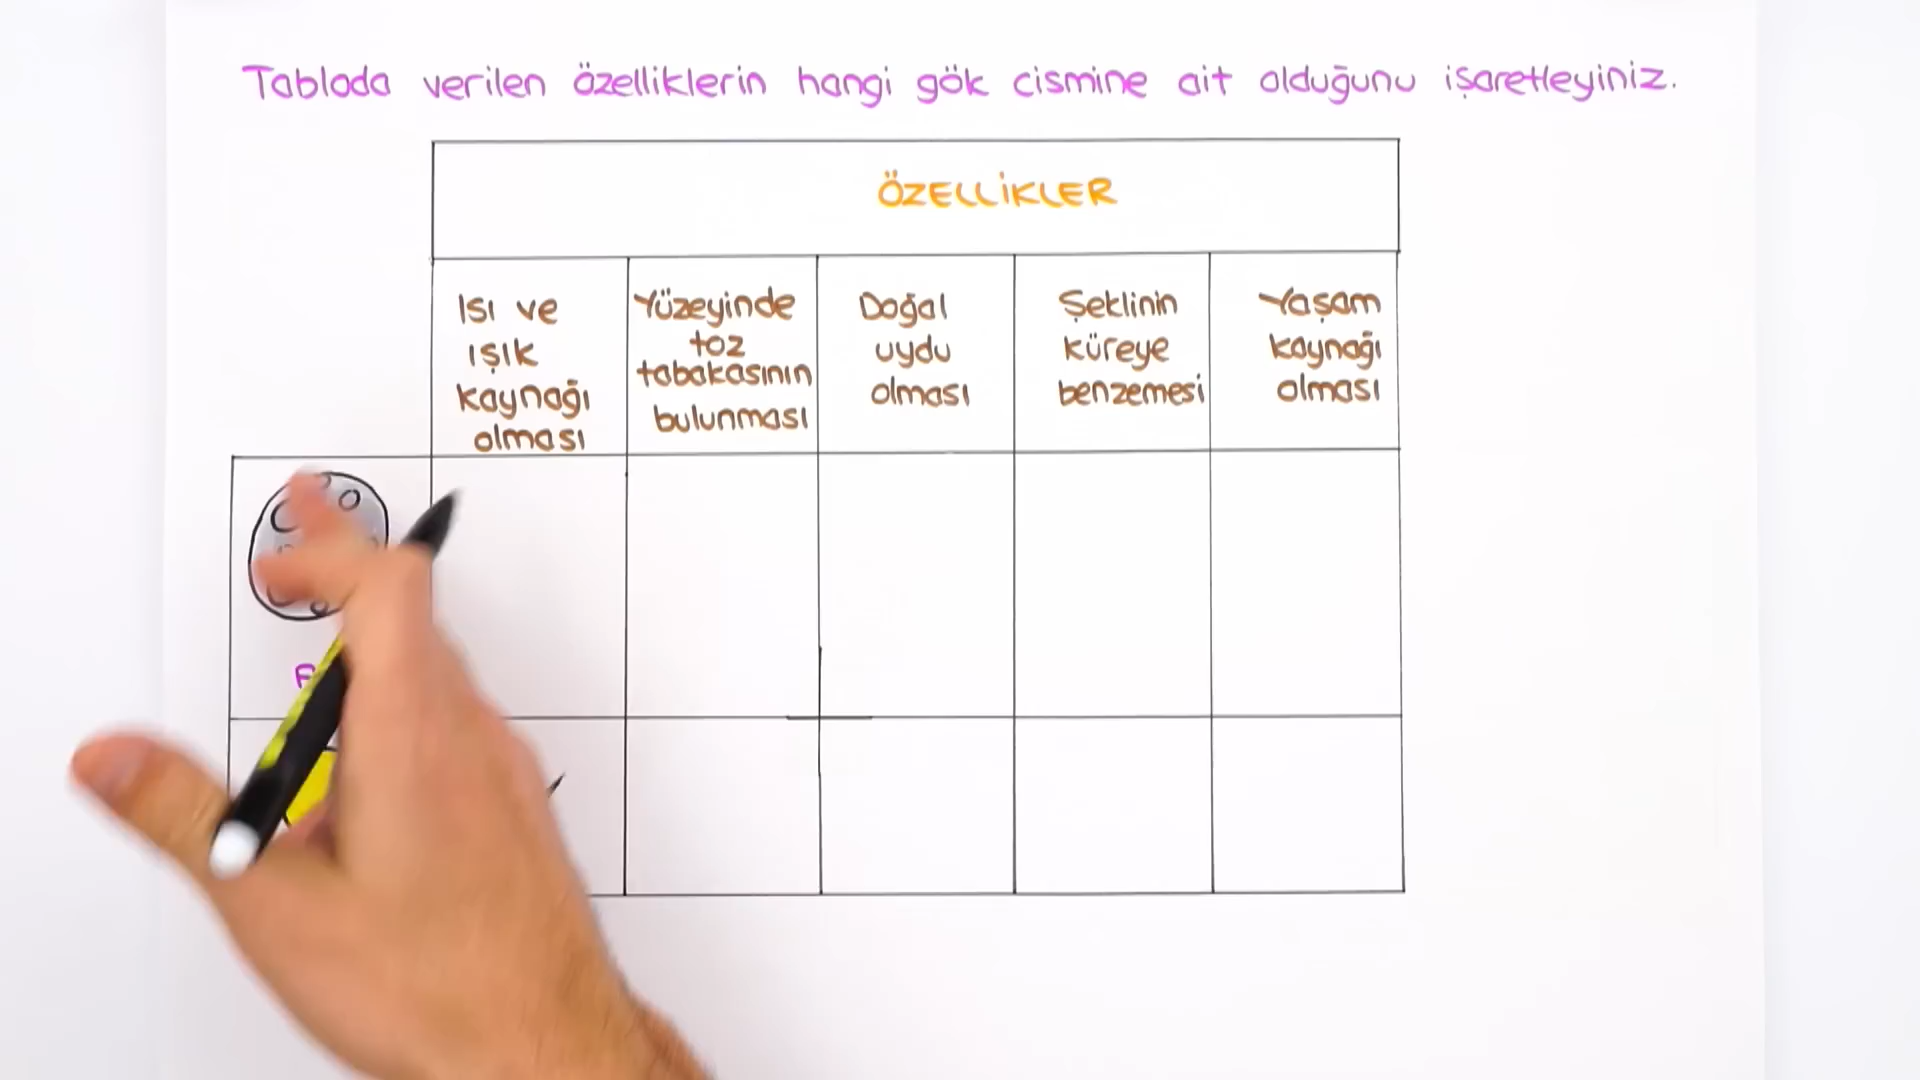 Tabloda verilen özelliklerin hangi gök cismine ait olduğunu işaretleyiniz.
ÖZELLİKLER
Isı ve
ışık
kaynağı
olması
Yüzeyinde
toz
tabakasının
bulunması
Doğal
uydu
olması
Şeklinin
küreye
benzemesi
Yaşam
kaynağı
olması